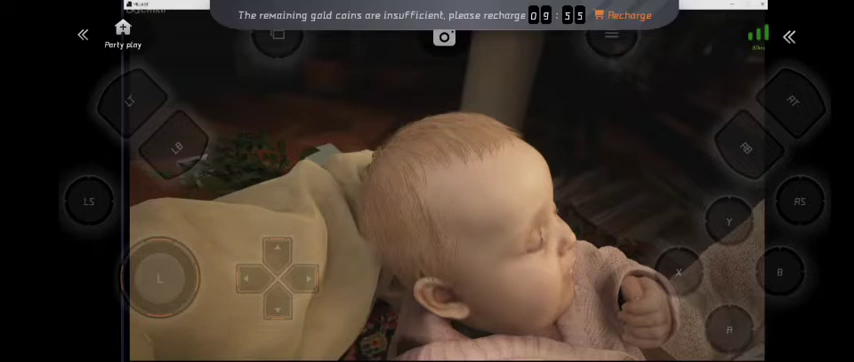 The remaining gold coins are insufficient, please recharge 09:55 Recharge
Party play
LT
LB
LS
L
RT
RB
RS
Y
X
B
A